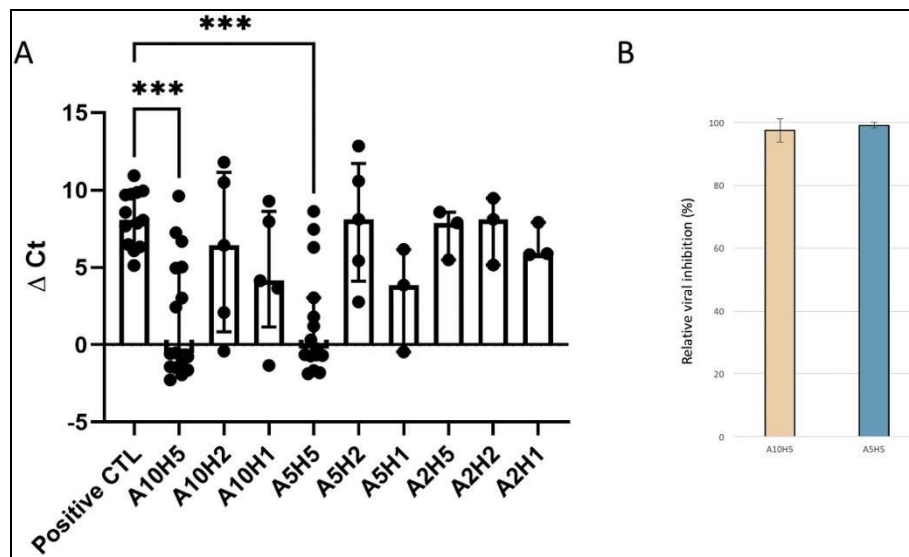 A
***
***
Δ Ct
15
10
5
0
-5
Positive CTL
A10H5
A10H2
A10H1
A5H5
A5H2
A5H1
A2H5
A2H2
A2H1
B
Relative viral inhibition (%)
100
80
60
40
20
0
A10H5
A5H5